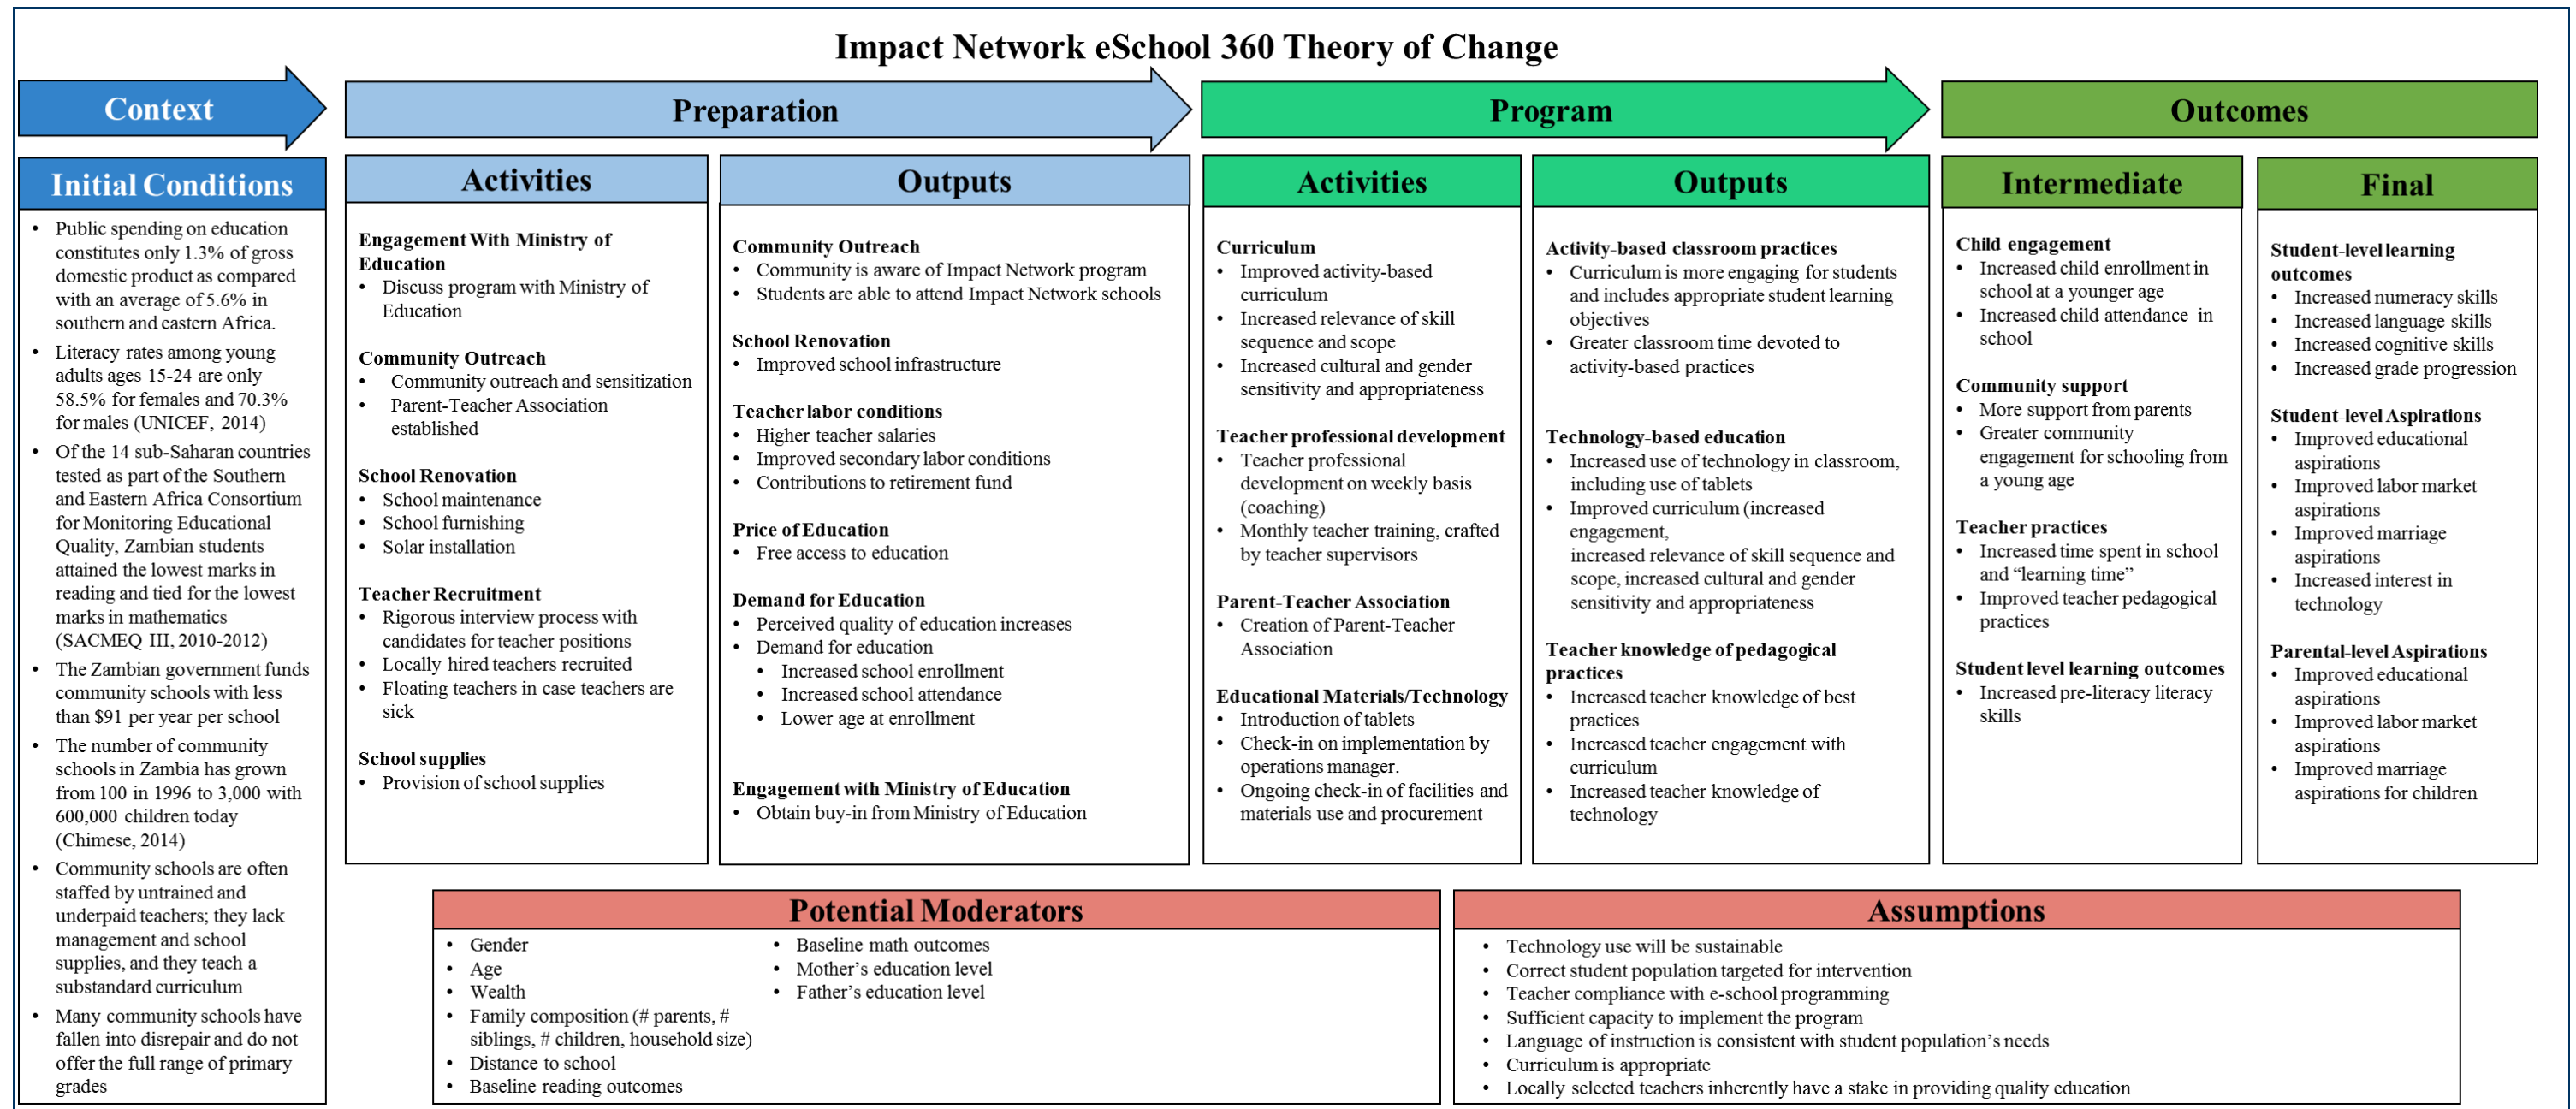 Impact Network eSchool 360 Theory of Change
Context
Preparation
Program
Outcomes
Initial Conditions
• Public spending on education
constitutes only 1.3% of gross
domestic product as compared
with an average of 5.6% in
southern and eastern Africa.
• Literacy rates among young
adults ages 15-24 are only
58.5% for females and 70.3%
for males (UNICEF, 2014)
• Of the 14 sub-Saharan countries
tested as part of the Southern
and Eastern Africa Consortium
for Monitoring Educational
Quality, Zambian students
attained the lowest marks in
reading and tied for the lowest
marks in mathematics
(SACMEQ III, 2010-2012)
• The Zambian government funds
community schools with less
than $91 per year per school
• The number of community
schools in Zambia has grown
from 100 in 1996 to 3,000 with
600,000 children today
(Chimese, 2014)
• Community schools are often
staffed by untrained and
underpaid teachers; they lack
management and school
supplies, and they teach a
substandard curriculum
• Many community schools have
fallen into disrepair and do not
offer the full range of primary
grades
Activities
Engagement With Ministry of
Education
• Discuss program with Ministry of
Education
Community Outreach
• Community outreach and sensitization
• Parent-Teacher Association
established
School Renovation
• School maintenance
• School furnishing
• Solar installation
Teacher Recruitment
• Rigorous interview process with
candidates for teacher positions
• Locally hired teachers recruited
• Floating teachers in case teachers are
sick
School supplies
• Provision of school supplies
Outputs
Community Outreach
• Community is aware of Impact Network program
• Students are able to attend Impact Network schools
School Renovation
• Improved school infrastructure
Teacher labor conditions
• Higher teacher salaries
• Improved secondary labor conditions
• Contributions to retirement fund
Price of Education
• Free access to education
Demand for Education
• Perceived quality of education increases
• Demand for education
• Increased school enrollment
• Increased school attendance
• Lower age at enrollment
Engagement with Ministry of Education
• Obtain buy-in from Ministry of Education
Activities
Curriculum
• Improved activity-based
curriculum
• Increased relevance of skill
sequence and scope
• Increased cultural and gender
sensitivity and appropriateness
Teacher professional development
• Teacher professional
development on weekly basis
(coaching)
• Monthly teacher training, crafted
by teacher supervisors
Parent-Teacher Association
• Creation of Parent-Teacher
Association
Educational Materials/Technology
• Introduction of tablets
• Check-in on implementation by
operations manager.
• Ongoing check-in of facilities and
materials use and procurement
Outputs
Activity-based classroom practices
• Curriculum is more engaging for students
and includes appropriate student learning
objectives
• Greater classroom time devoted to
activity-based practices
Technology-based education
• Increased use of technology in classroom,
including use of tablets
• Improved curriculum (increased
engagement,
increased relevance of skill sequence and
scope, increased cultural and gender
sensitivity and appropriateness
Teacher knowledge of pedagogical
practices
• Increased teacher knowledge of best
practices
• Increased teacher engagement with
curriculum
• Increased teacher knowledge of
technology
Intermediate
Child engagement
• Increased child enrollment in
school at a younger age
• Increased child attendance in
school
Community support
• More support from parents
• Greater community
engagement for schooling from
a young age
Teacher practices
• Increased time spent in school
and “learning time”
• Improved teacher pedagogical
practices
Student level learning outcomes
• Increased pre-literacy literacy
skills
Final
Student-level learning
outcomes
• Increased numeracy skills
• Increased language skills
• Increased cognitive skills
• Increased grade progression
Student-level Aspirations
• Improved educational
aspirations
• Improved labor market
aspirations
• Improved marriage
aspirations
• Increased interest in
technology
Parental-level Aspirations
• Improved educational
aspirations
• Improved labor market
aspirations
• Improved marriage
aspirations for children
Potential Moderators
• Gender
• Age
• Wealth
• Family composition (# parents, #
siblings, # children, household size)
• Distance to school
• Baseline reading outcomes
• Baseline math outcomes
• Mother’s education level
• Father’s education level
Assumptions
• Technology use will be sustainable
• Correct student population targeted for intervention
• Teacher compliance with e-school programming
• Sufficient capacity to implement the program
• Language of instruction is consistent with student population’s needs
• Curriculum is appropriate
• Locally selected teachers inherently have a stake in providing quality education